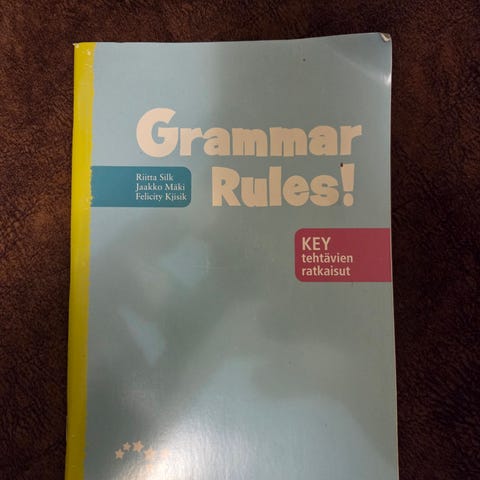 Grammar
Rules!
Riitta Silk
Jaakko Mäki
Felicity Kjisik
KEY
tehtävien
ratkaisut